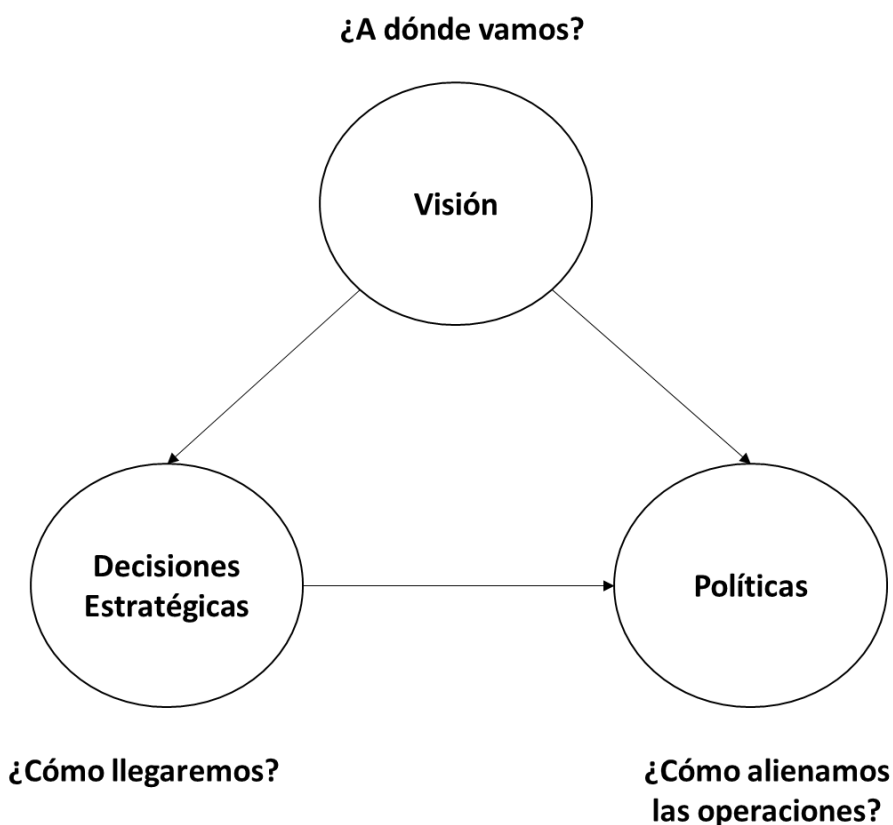 ¿A dónde vamos?
Visión
Decisiones
Estratégicas
Políticas
¿Cómo llegaremos?
¿Cómo alienamos
las operaciones?